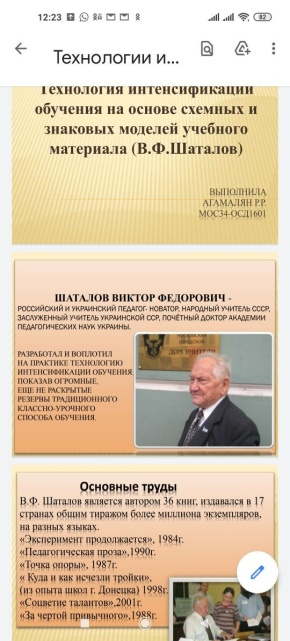 12:23
82
Технологии и...
Технология интенсификации
обучения на основе схемных и
знаковых моделей учебного
материала (В.Ф.Шаталов)
ВЫПОЛНИЛА
АГАМАЛЯН Р.Р.
МОС34-ОСД1601
ШАТАЛОВ ВИКТОР ФЕДОРОВИЧ -
РОССИЙСКИЙ И УКРАИНСКИЙ ПЕДАГОГ- НОВАТОР, НАРОДНЫЙ УЧИТЕЛЬ СССР,
ЗАСЛУЖЕННЫЙ УЧИТЕЛЬ УКРАИНСКОЙ ССР, ПОЧЁТНЫЙ ДОКТОР АКАДЕМИИ
ПЕДАГОГИЧЕСКИХ НАУК УКРАИНЫ.
РАЗРАБОТАЛ И ВОПЛОТИЛ
НА ПРАКТИКЕ ТЕХНОЛОГИЮ
ИНТЕНСИФИКАЦИИ ОБУЧЕНИЯ,
ПОКАЗАВ ОГРОМНЫЕ,
ЕЩЕ НЕ РАСКРЫТЫЕ
РЕЗЕРВЫ ТРАДИЦИОННОГО
КЛАССНО-УРОЧНОГО
СПОСОБА ОБУЧЕНИЯ.
ДОМ УЧИТЕЛЯ
Основные труды
В.Ф. Шаталов является автором 36 книг, издавался в 17
странах общим тиражом более миллиона экземпляров,
на разных языках.
«Эксперимент продолжается», 1984г.
«Педагогическая проза»,1990г.
«Точка опоры», 1987г.
« Куда и как исчезли тройки»,
(из опыта школ г. Донецка) 1998г.
«Соцветие талантов»,2001г.
«За чертой привычного»,1988г.